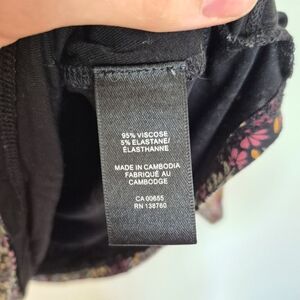 95% VISCOSE
5% ELASTANE/
ÉLASTHANNE
MADE IN CAMBODIA
FABRIQUÉ AU
CAMBODGE
CA 00655
RN 138760